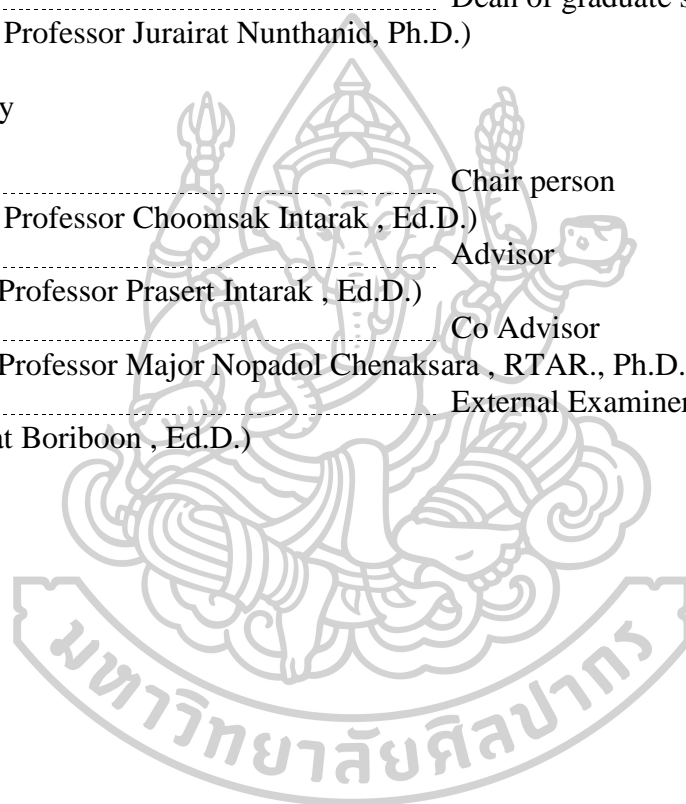 Dean of graduate s
Professor Jurairat Nunthanid, Ph.D.)
y
Chair person
Professor Choomsak Intarak , Ed.D.)
Advisor
Professor Prasert Intarak , Ed.D.)
Co Advisor
Professor Major Nopadol Chenaksara , RTAR., Ph.D.
External Examiner
at Boriboon , Ed.D.)
มหาวิทยาลัยศิลปากร